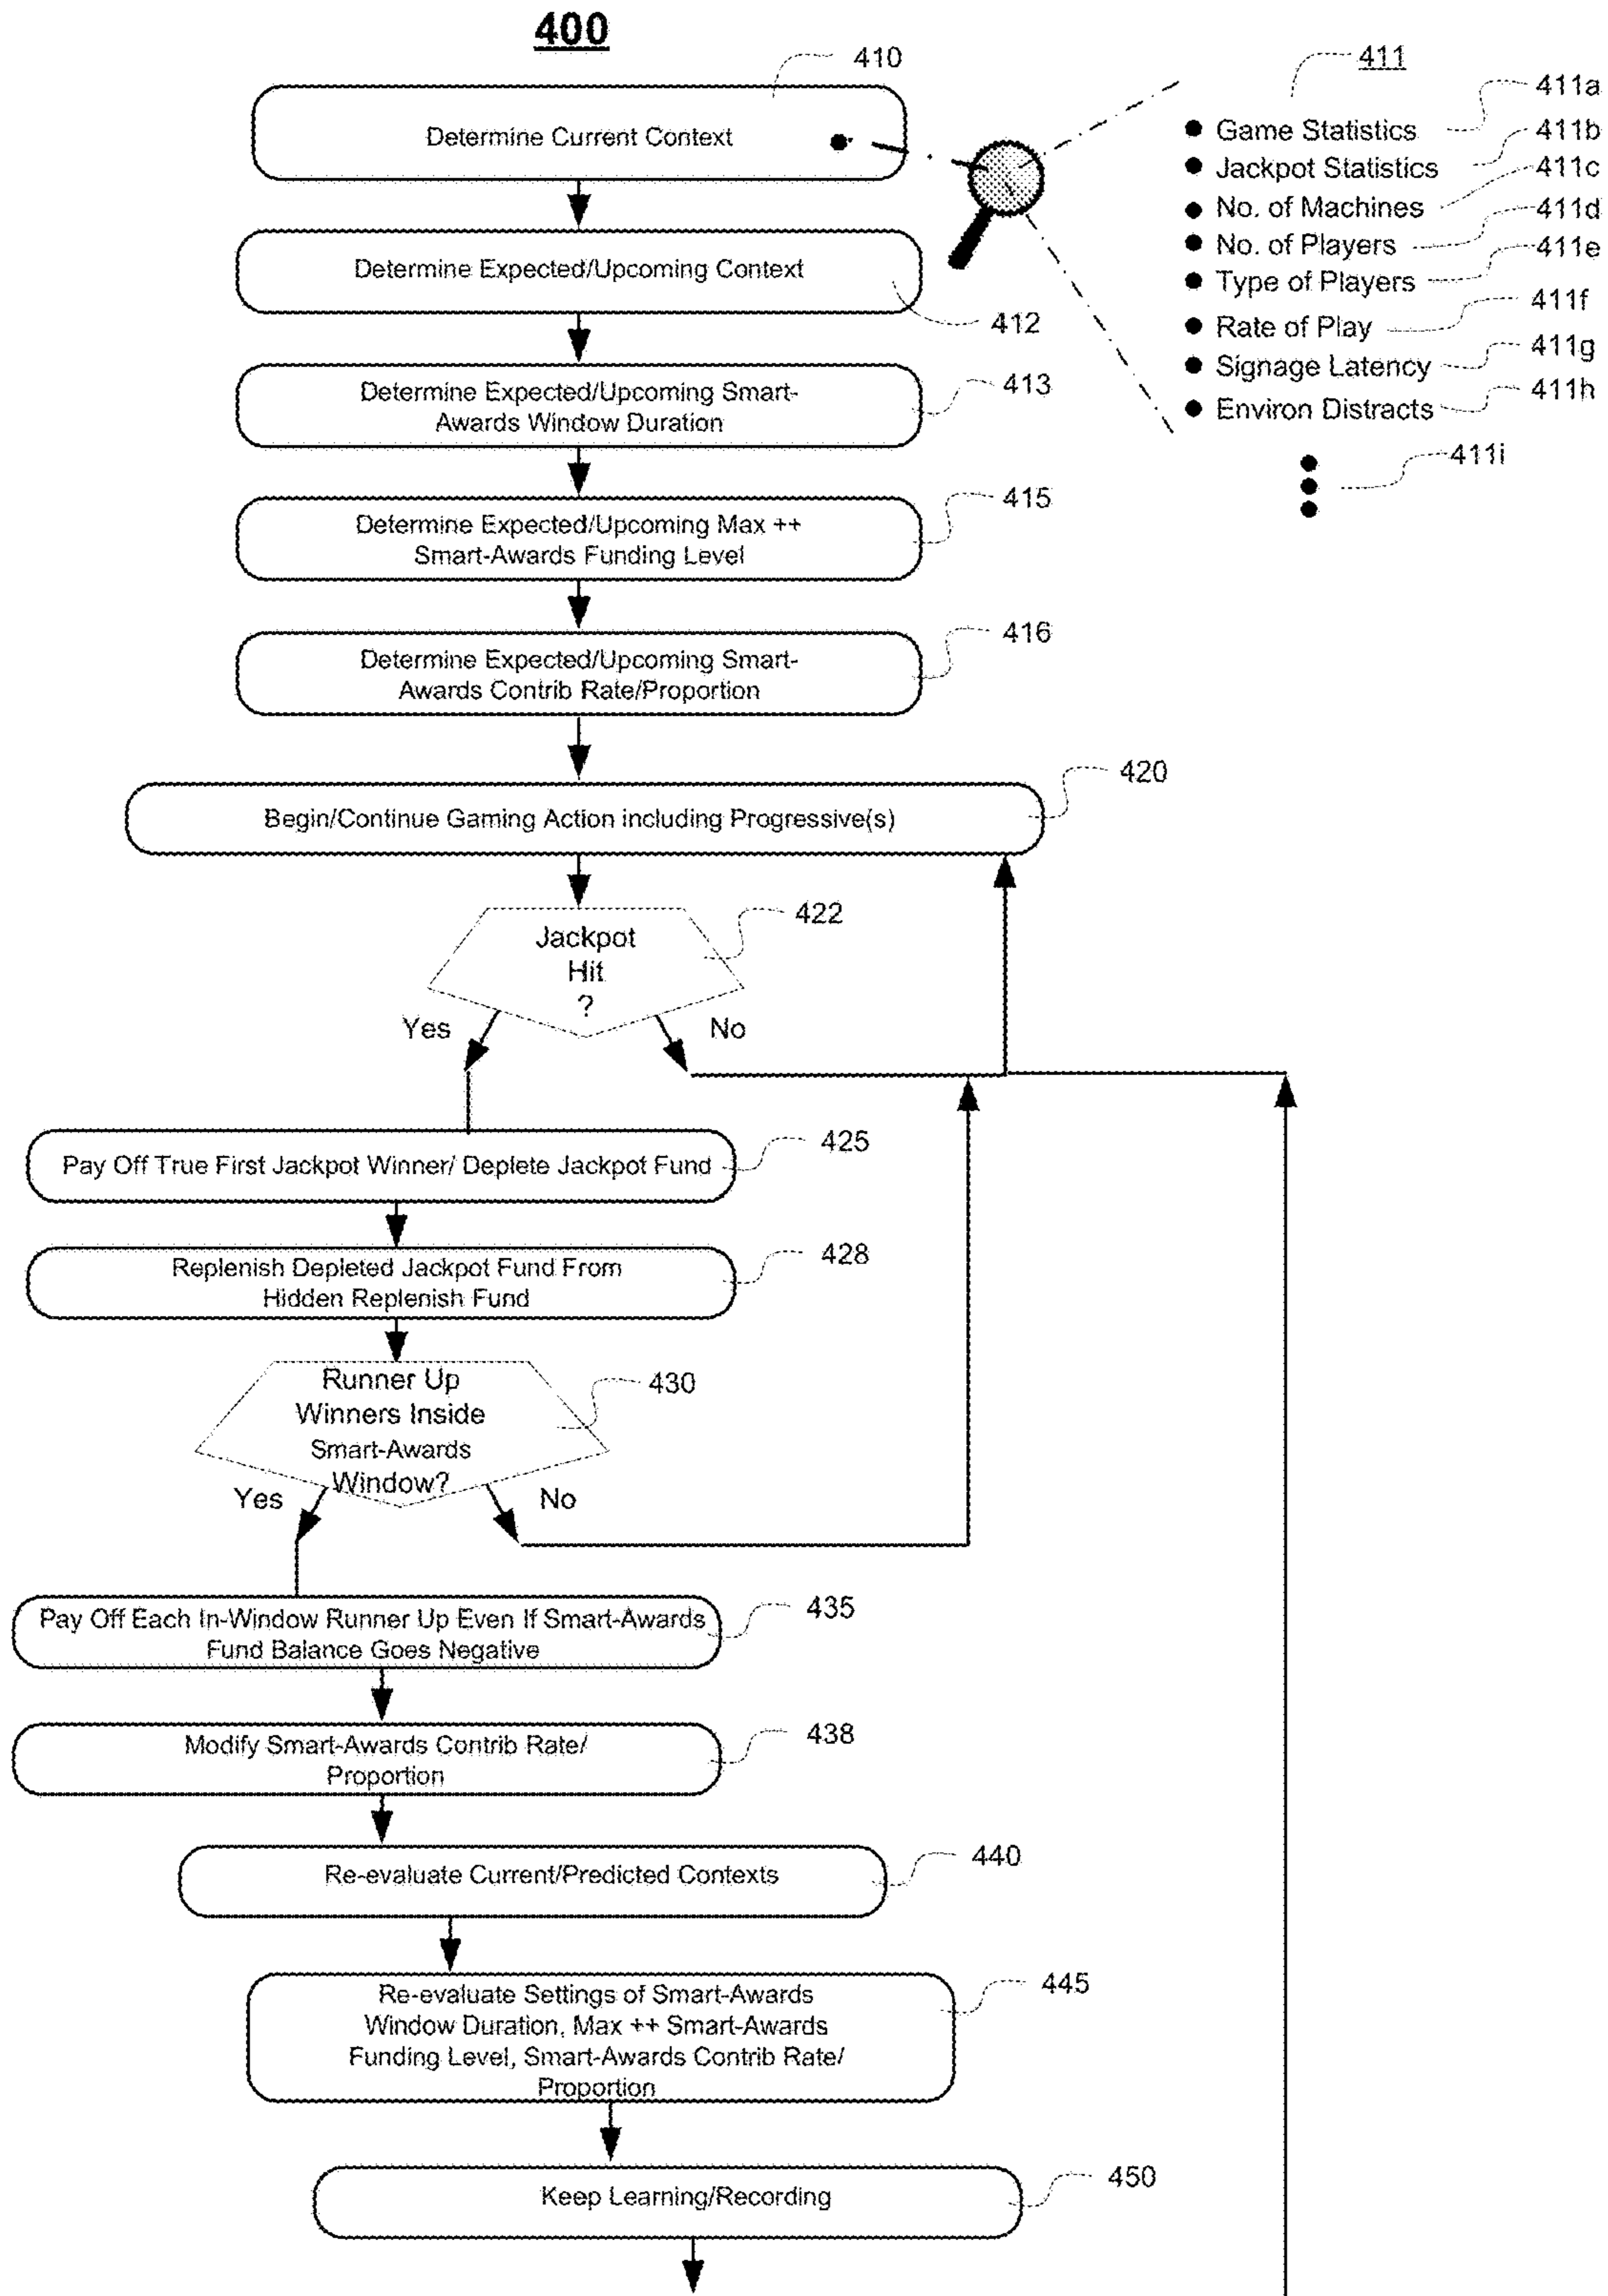 400
410
Determine Current Context
411
● Game Statistics
411a
● Jackpot Statistics
411b
● No. of Machines
411c
● No. of Players
411d
● Type of Players
411e
● Rate of Play
411f
● Signage Latency
411g
● Environ Distracts
411h
411i
Determine Expected/Upcoming Context
412
Determine Expected/Upcoming Smart-
Awards Window Duration
413
Determine Expected/Upcoming Max ++
Smart-Awards Funding Level
415
Determine Expected/Upcoming Smart-
Awards Contrib Rate/Proportion
416
Begin/Continue Gaming Action including Progressive(s)
420
Jackpot
Hit
?
422
Yes
No
Pay Off True First Jackpot Winner/ Deplete Jackpot Fund
425
Replenish Depleted Jackpot Fund From
Hidden Replenish Fund
428
Runner Up
Winners Inside
Smart-Awards
Window?
430
Yes
No
Pay Off Each In-Window Runner Up Even If Smart-Awards
Fund Balance Goes Negative
435
Modify Smart-Awards Contrib Rate/
Proportion
438
Re-evaluate Current/Predicted Contexts
440
Re-evaluate Settings of Smart-Awards
Window Duration, Max ++ Smart-Awards
Funding Level, Smart-Awards Contrib Rate/
Proportion
445
Keep Learning/Recording
450